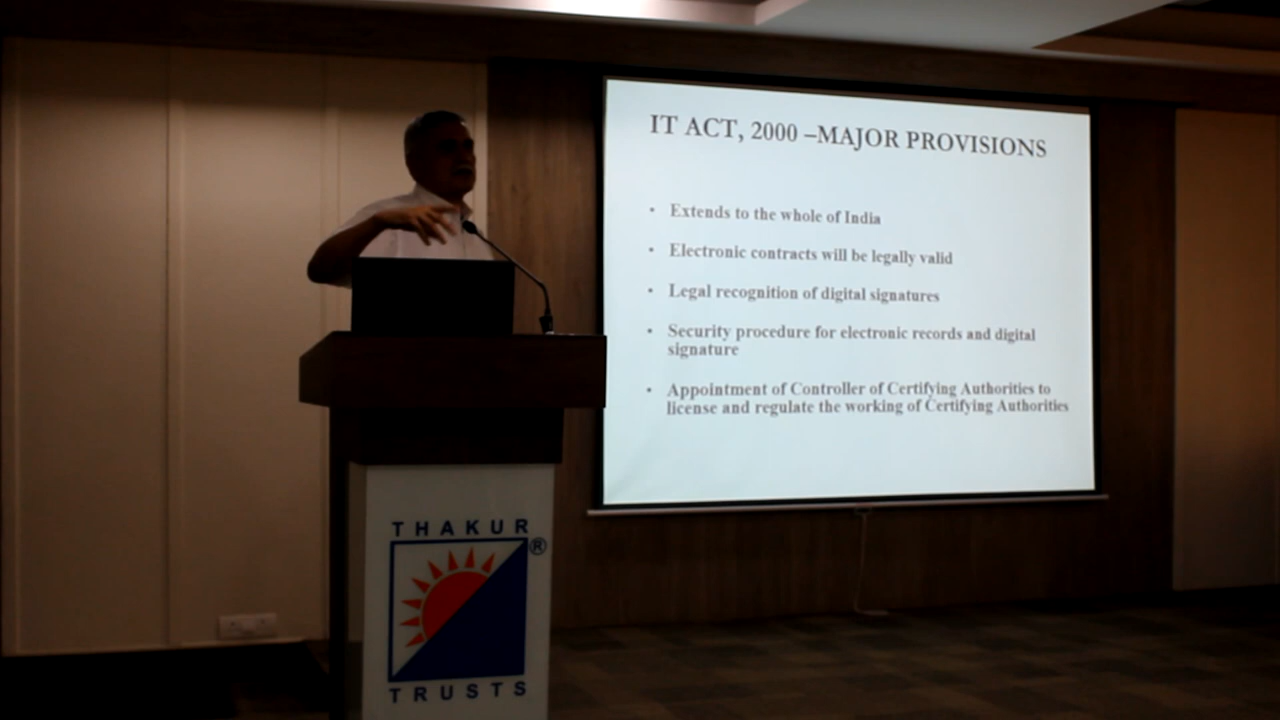 IT ACT, 2000 –MAJOR PROVISIONS
• Extends to the whole of India
• Electronic contracts will be legally valid
• Legal recognition of digital signatures
• Security procedure for electronic records and digital
signature
• Appointment of Controller of Certifying Authorities to
license and regulate the working of Certifying Authorities
THAKUR
®
TRUSTS